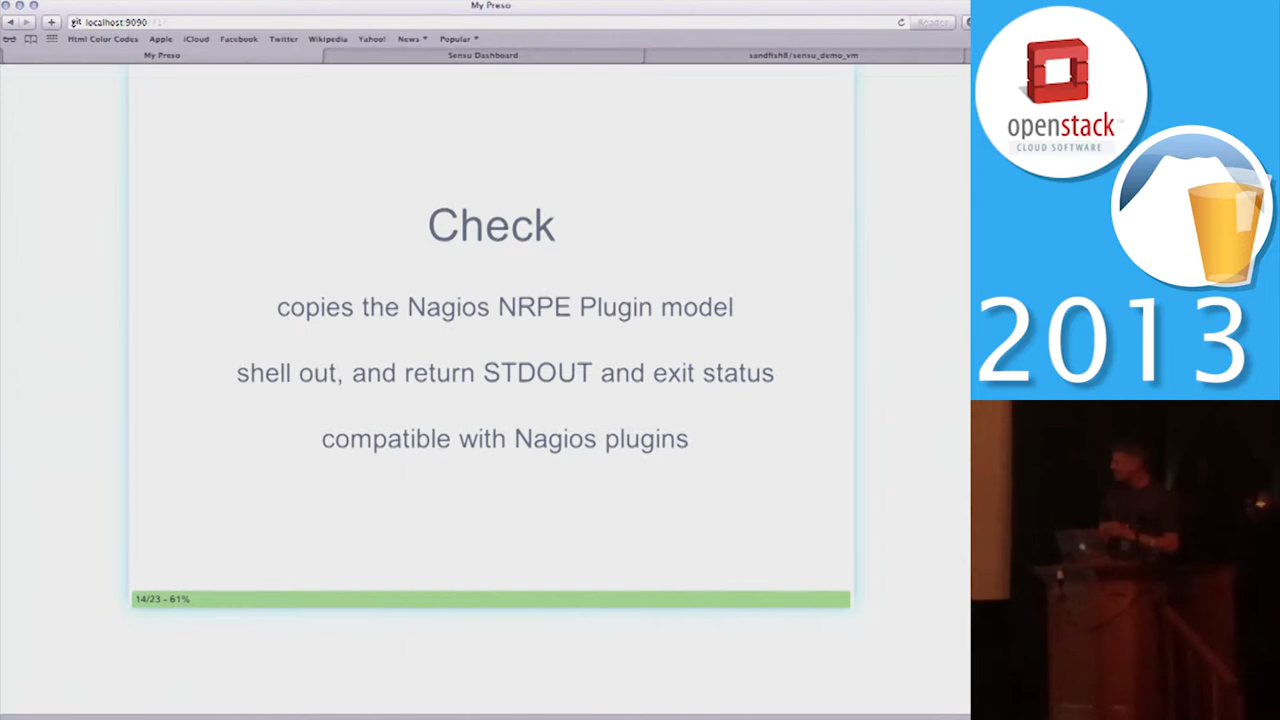 My Preso
localhost:9090
Reader
Html Color Codes Apple iCloud Facebook Twitter Wikipedia Yahoo! News Popular
My Preso Sensu Dashboard sandfish8/sensu_demo_vm
Check
copies the Nagios NRPE Plugin model
shell out, and return STDOUT and exit status
compatible with Nagios plugins
14/23 - 61%
openstack
CLOUD SOFTWARE
2013